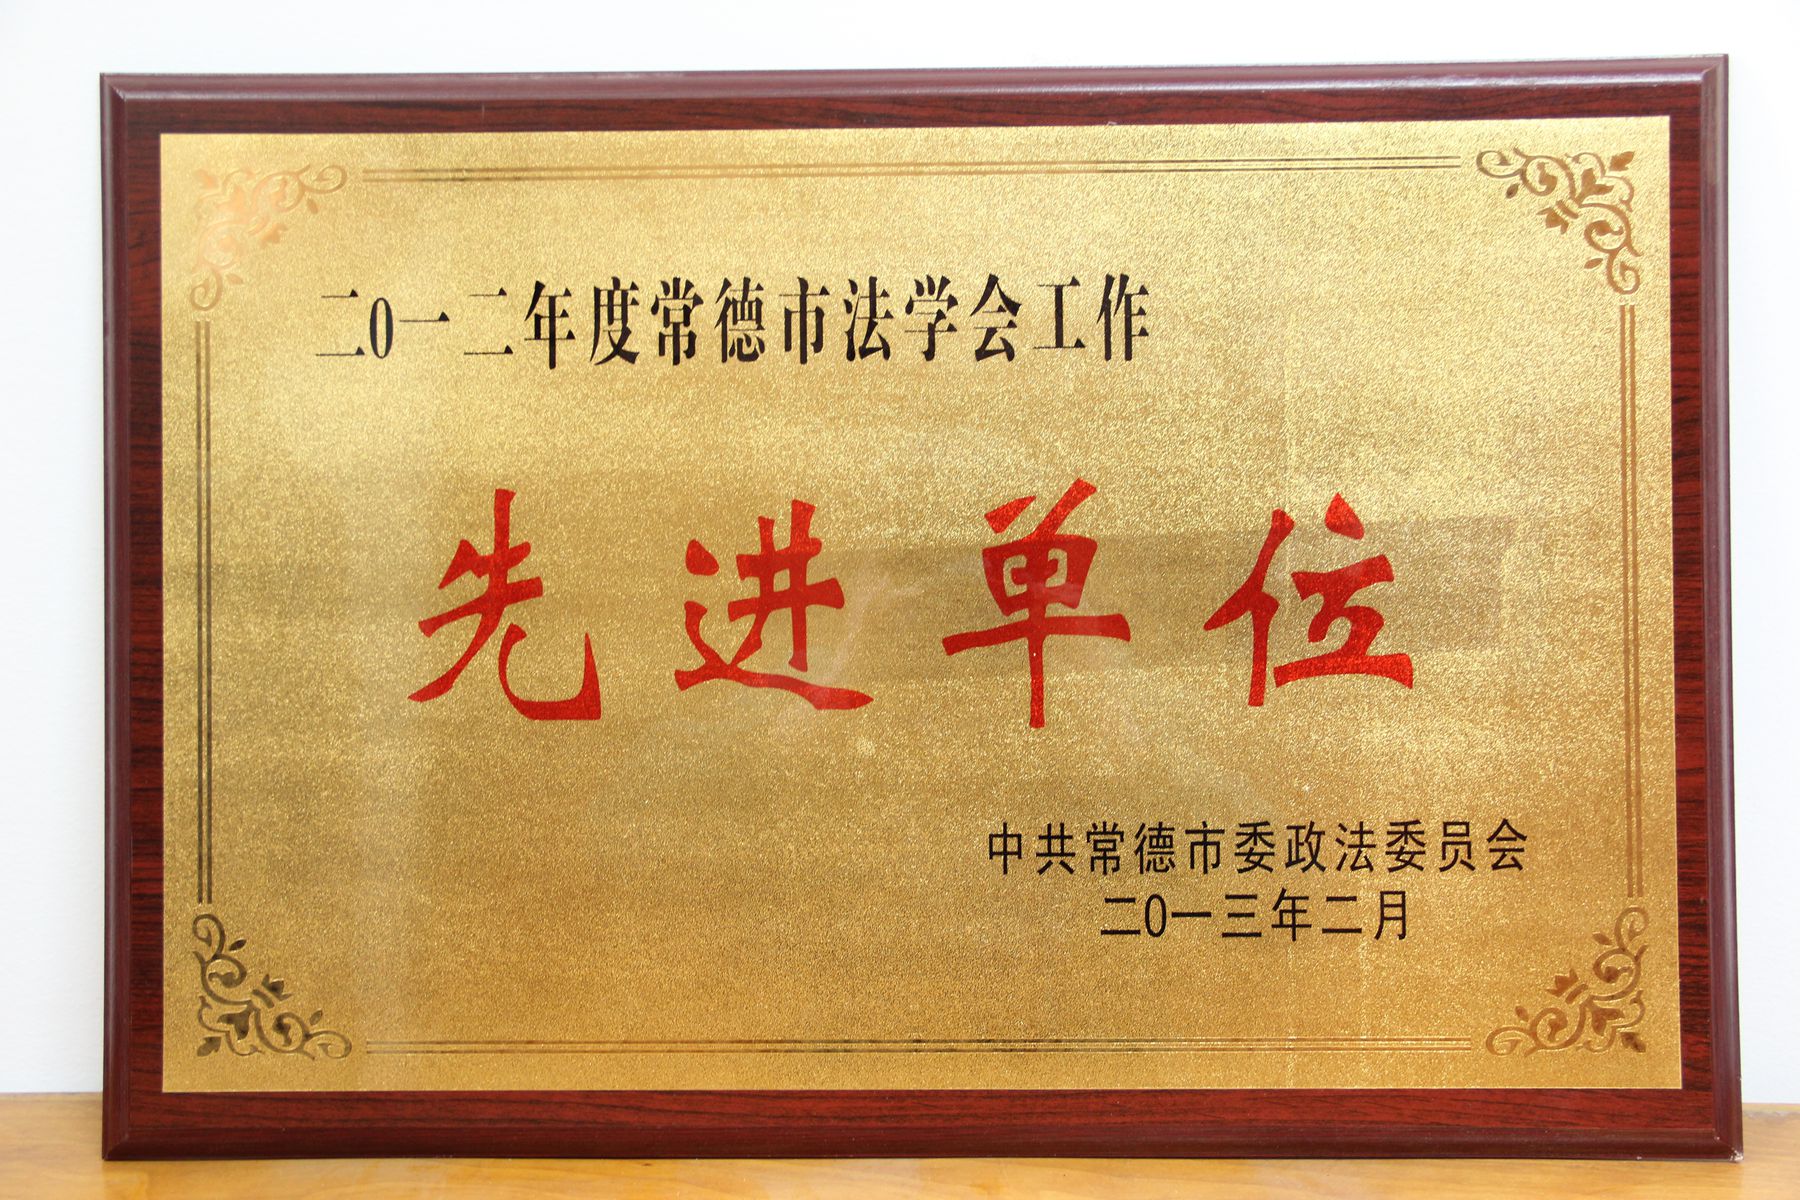 二0一二年度常德市法学会工作
先进单位
中共常德市委政法委员会
二0一三年二月